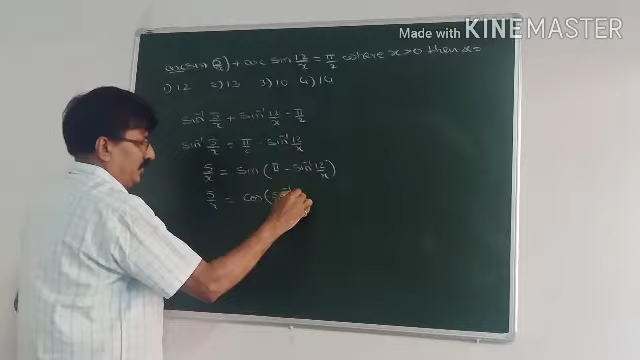 Made with KINEMASTER
arc sin (5/x) + arc sin 12/x = π/2 where x>0 then x=
1) 12 2) 13 3) 10 4) 14
sin⁻¹ 5/x + sin⁻¹ 12/x = π/2
sin⁻¹ 5/x = π/2 - sin⁻¹ 12/x
5/x = sin (π - sin⁻¹ 12/x)
5/x = cos (sin⁻¹